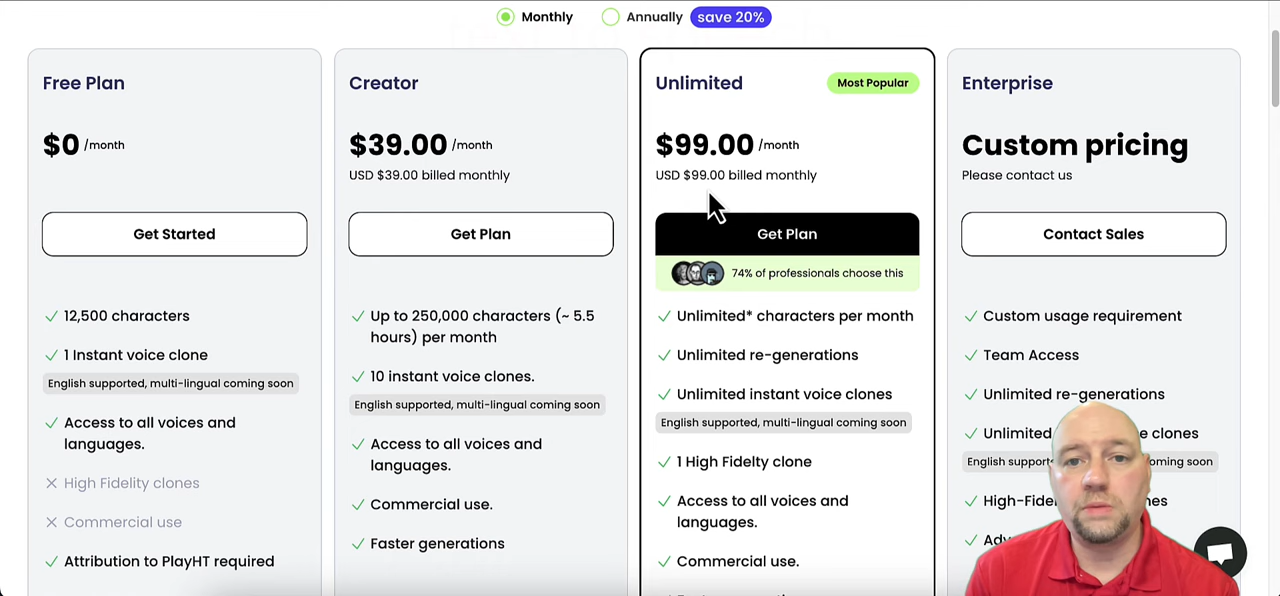 Monthly
Annually
save 20%
Free Plan
$0 /month
Get Started
12,500 characters
1 Instant voice clone
English supported, multi-lingual coming soon
Access to all voices and
languages.
High Fidelity clones
Commercial use
Attribution to PlayHT required
Creator
$39.00 /month
USD $39.00 billed monthly
Get Plan
Up to 250,000 characters (~ 5.5
hours) per month
10 instant voice clones.
English supported, multi-lingual coming soon
Access to all voices and
languages.
Commercial use.
Faster generations
Unlimited
Most Popular
$99.00 /month
USD $99.00 billed monthly
Get Plan
74% of professionals choose this
Unlimited* characters per month
Unlimited re-generations
Unlimited instant voice clones
English supported, multi-lingual coming soon
1 High Fidelty clone
Access to all voices and
languages.
Commercial use.
Enterprise
Custom pricing
Please contact us
Contact Sales
Custom usage requirement
Team Access
Unlimited re-generations
Unlimited clones
English soon